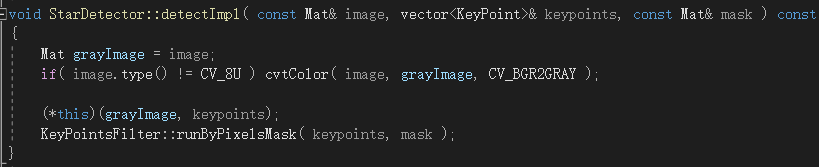 void StarDetector::detectImpl( const Mat& image, vector<KeyPoint>& keypoints, const Mat& mask ) const
{
    Mat grayImage = image;
    if( image.type() != CV_8U ) cvtColor( image, grayImage, CV_BGR2GRAY );

    (*this)(grayImage, keypoints);
    KeyPointsFilter::runByPixelsMask( keypoints, mask );
}